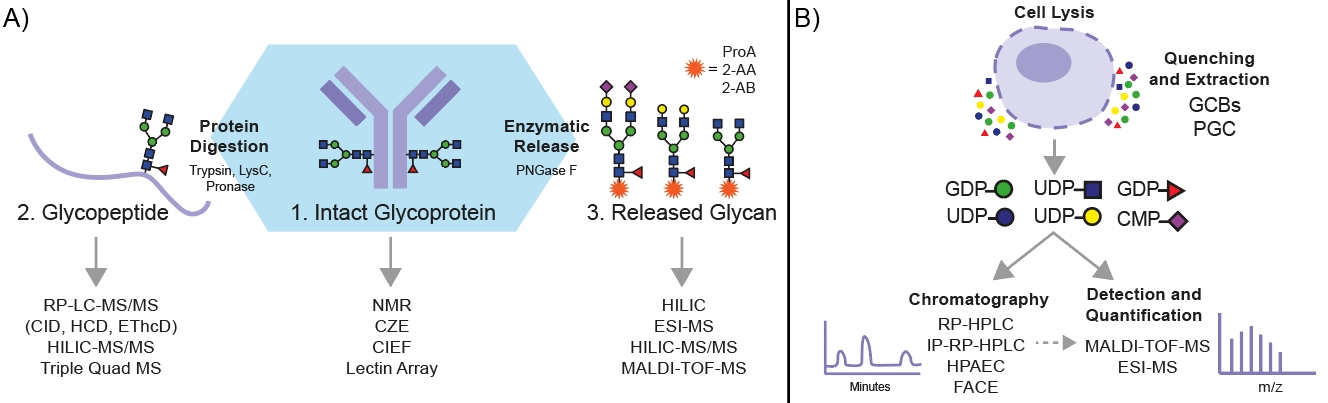 A)
ProA
= 2-AA
2-AB
Protein
Digestion
Trypsin, LysC,
Pronase
Enzymatic
Release
PNGase F
2. Glycopeptide
1. Intact Glycoprotein
3. Released Glycan
RP-LC-MS/MS
(CID, HCD, EThcD)
HILIC-MS/MS
Triple Quad MS
NMR
CZE
CIEF
Lectin Array
HILIC
ESI-MS
HILIC-MS/MS
MALDI-TOF-MS
B)
Cell Lysis
Quenching
and Extraction
GCBs
PGC
GDP
UDP
GDP
UDP
UDP
CMP
Chromatography
RP-HPLC
IP-RP-HPLC
HPAEC
FACE
Minutes
Detection and
Quantification
MALDI-TOF-MS
ESI-MS
m/z